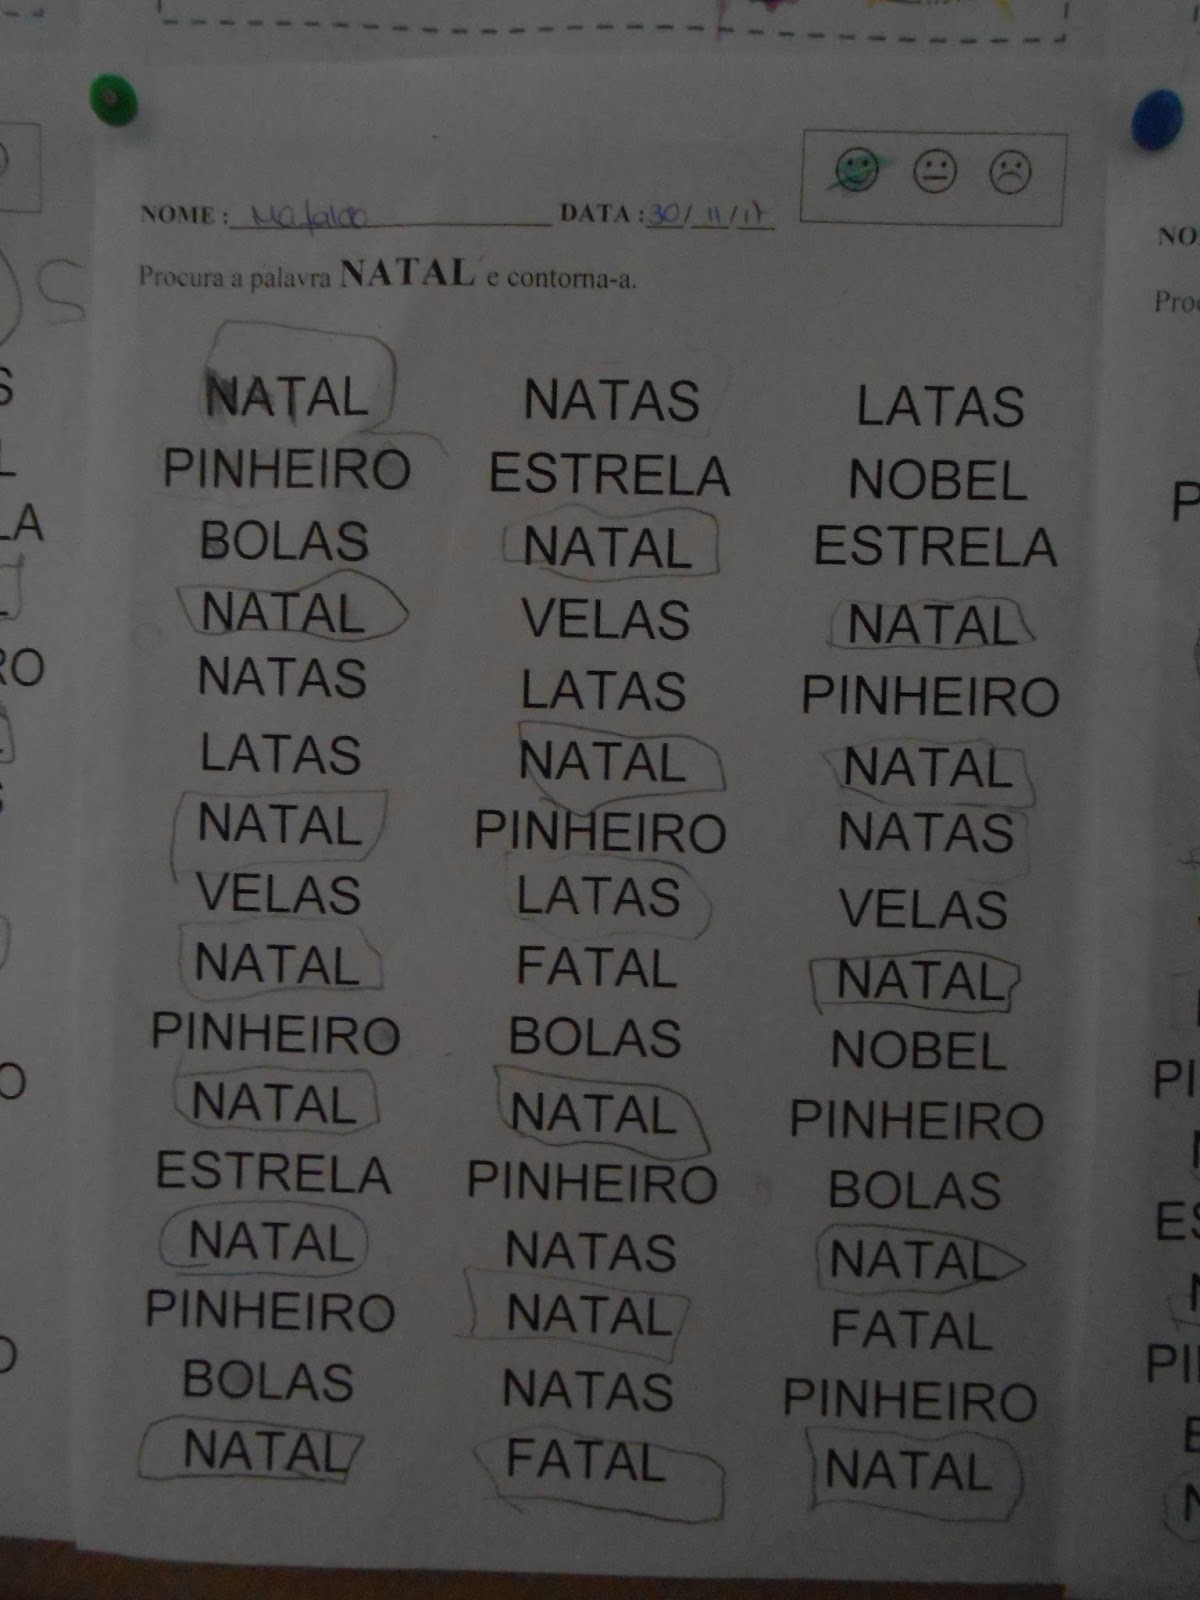 NOME : Mafalda DATA : 30/11/17
Procura a palavra NATAL e contorna-a.
NATAL NATAS LATAS
PINHEIRO ESTRELA NOBEL
BOLAS NATAL ESTRELA
NATAL VELAS NATAL
NATAS LATAS PINHEIRO
LATAS NATAL NATAL
NATAL PINHEIRO NATAS
VELAS LATAS VELAS
NATAL FATAL NATAL
PINHEIRO BOLAS NOBEL
NATAL NATAL PINHEIRO
ESTRELA PINHEIRO BOLAS
NATAL NATAS NATAL
PINHEIRO NATAL FATAL
BOLAS NATAS PINHEIRO
NATAL FATAL NATAL